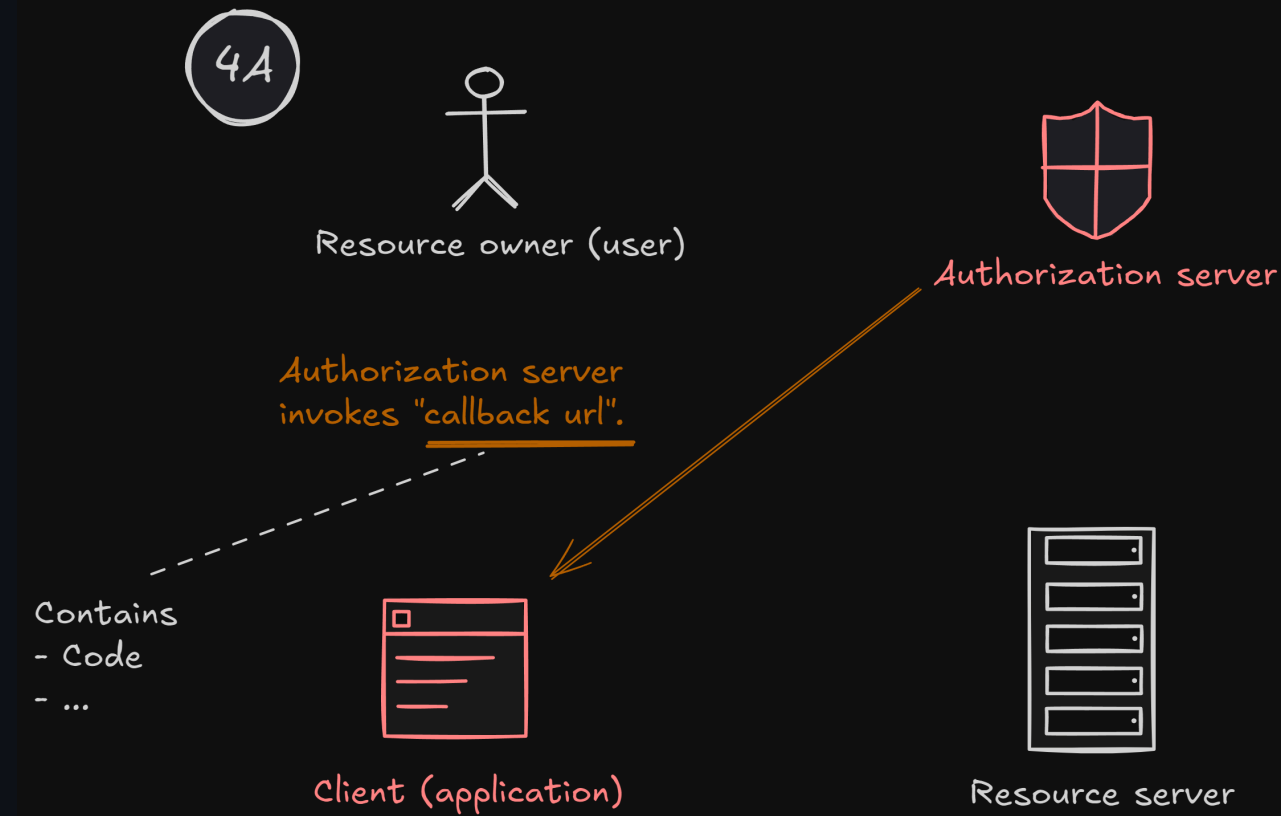 4A
Resource owner (user)
Authorization server
Authorization server
invokes "callback url".
Contains
- Code
- ...
Client (application)
Resource server